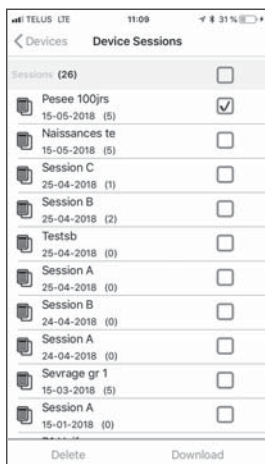 TELUS LTE 11:09 31 %
Devices Device Sessions
Sessions (26)
Pesee 100jrs
15-05-2018 (5)
Naissances te
15-05-2018 (5)
Session C
25-04-2018 (1)
Session B
25-04-2018 (2)
Testsb
25-04-2018 (0)
Session A
25-04-2018 (0)
Session B
24-04-2018 (0)
Session A
24-04-2018 (0)
Sevrage gr 1
15-03-2018 (5)
Session A
15-01-2018 (0)
Delete Download